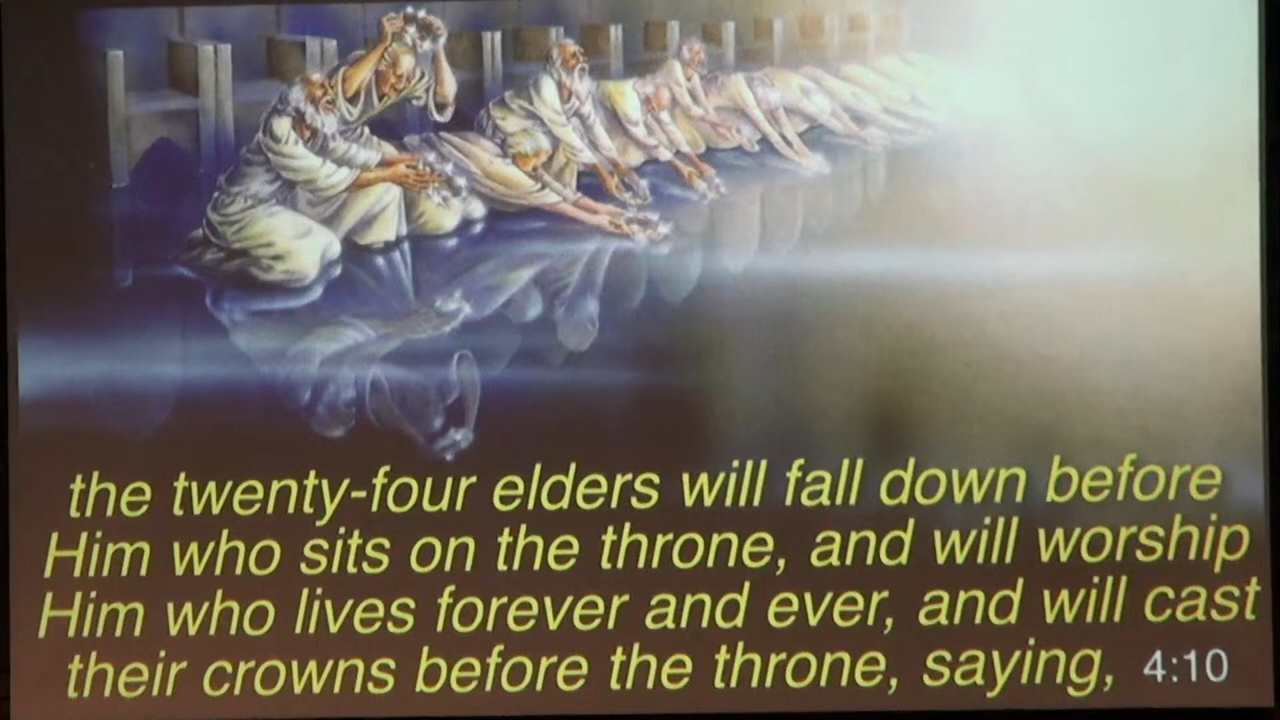 the twenty-four elders will fall down before
Him who sits on the throne, and will worship
Him who lives forever and ever, and will cast
their crowns before the throne, saying, 4:10